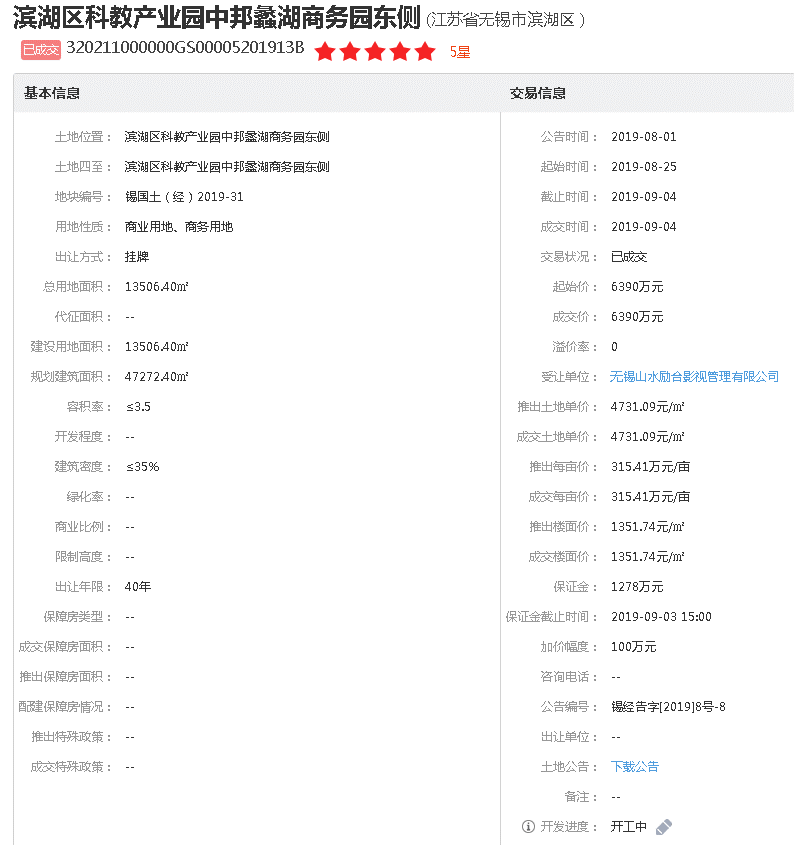 滨湖区科教产业园中邦蠡湖商务园东侧 (江苏省无锡市滨湖区 )
已成交 320211000000GS00005201913B 5星
基本信息
土地位置： 滨湖区科教产业园中邦蠡湖商务园东侧
土地四至： 滨湖区科教产业园中邦蠡湖商务园东侧
地块编号： 锡国土（经）2019-31
用地性质： 商业用地、商务用地
出让方式： 挂牌
总用地面积： 13506.40㎡
代征面积： --
建设用地面积： 13506.40㎡
规划建筑面积： 47272.40㎡
容积率： ≤3.5
开发程度： --
建筑密度： ≤35%
绿化率： --
商业比例： --
限制高度： --
出让年限： 40年
保障房类型： --
成交保障房面积： --
推出保障房面积： --
配建保障房情况： --
推出特殊政策： --
成交特殊政策： --
交易信息
公告时间： 2019-08-01
起始时间： 2019-08-25
截止时间： 2019-09-04
成交时间： 2019-09-04
交易状况： 已成交
起始价： 6390万元
成交价： 6390万元
溢价率： 0
受让单位： 无锡山水励合影视管理有限公司
推出土地单价： 4731.09元/㎡
成交土地单价： 4731.09元/㎡
推出每亩价： 315.41万元/亩
成交每亩价： 315.41万元/亩
推出楼面价： 1351.74元/㎡
成交楼面价： 1351.74元/㎡
保证金： 1278万元
保证金截止时间： 2019-09-03 15:00
加价幅度： 100万元
咨询电话： --
公告编号： 锡经告字[2019]8号-8
出让单位： --
土地公告： 下载公告
备注： --
开发进度： 开工中